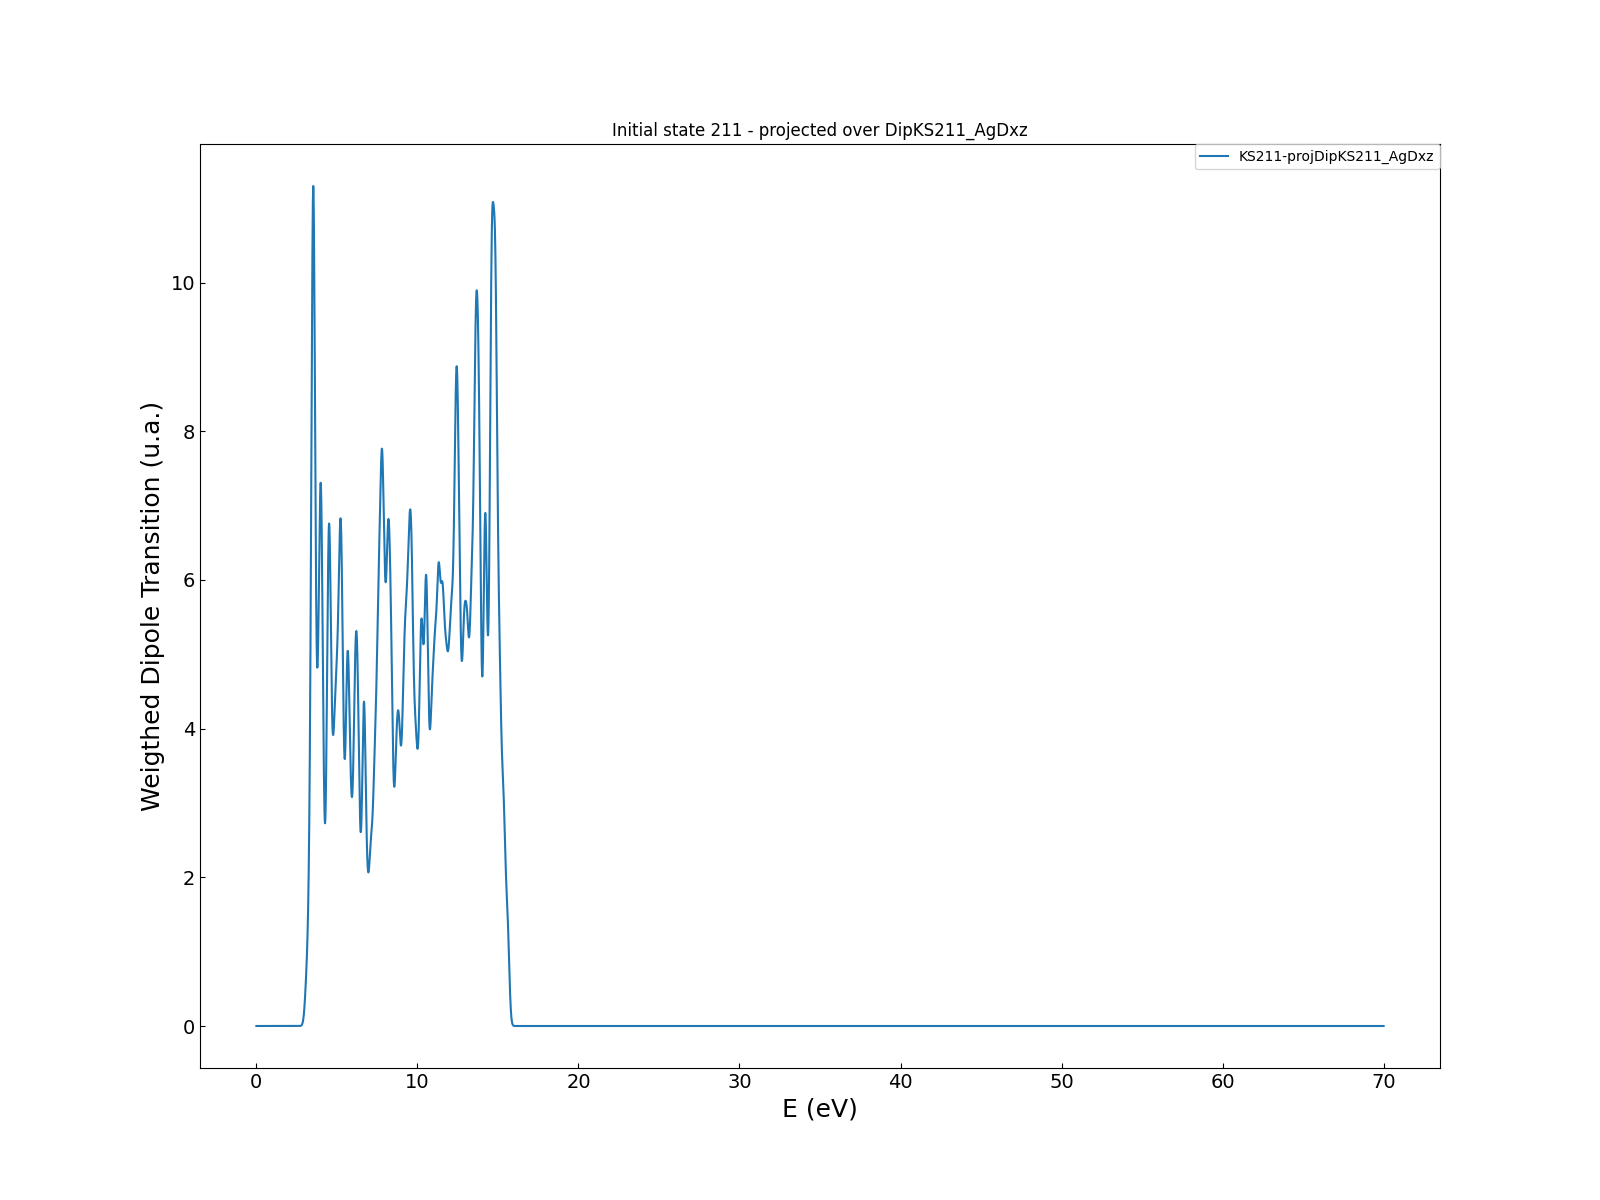 Initial state 211 - projected over DipKS211_AgDxz
KS211-projDipKS211_AgDxz
10
8
6
4
2
0
Weigthed Dipole Transition (u.a.)
0 10 20 30 40 50 60 70
E (eV)